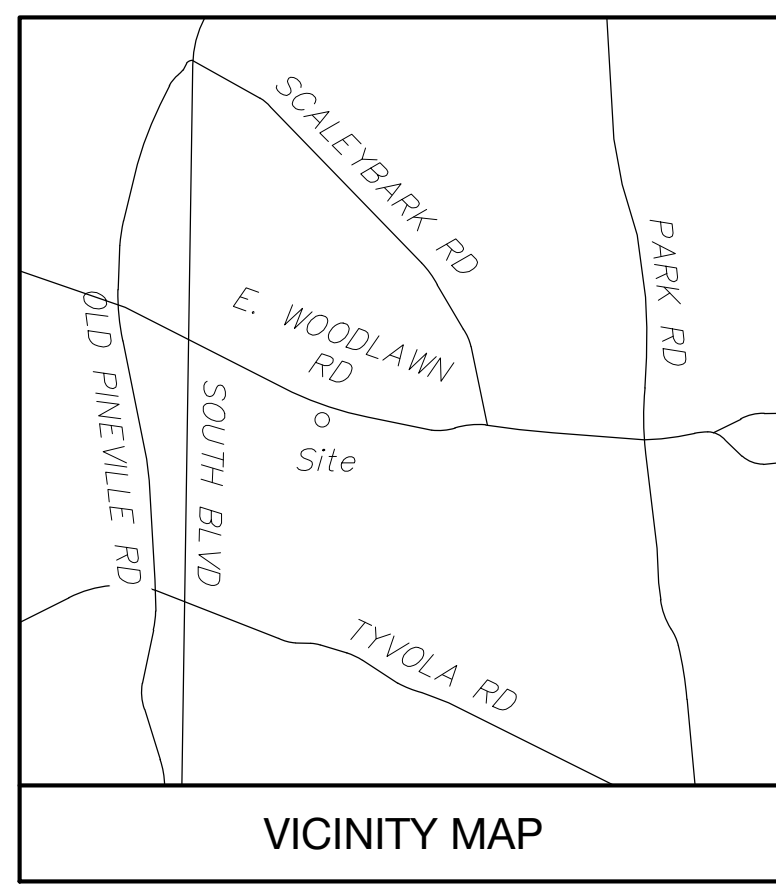 SCALEYBARK RD
PARK RD
E. WOODLAWN
RD
OLD PINEVILLE RD
SOUTH BLVD
Site
TYVOLA RD
VICINITY MAP